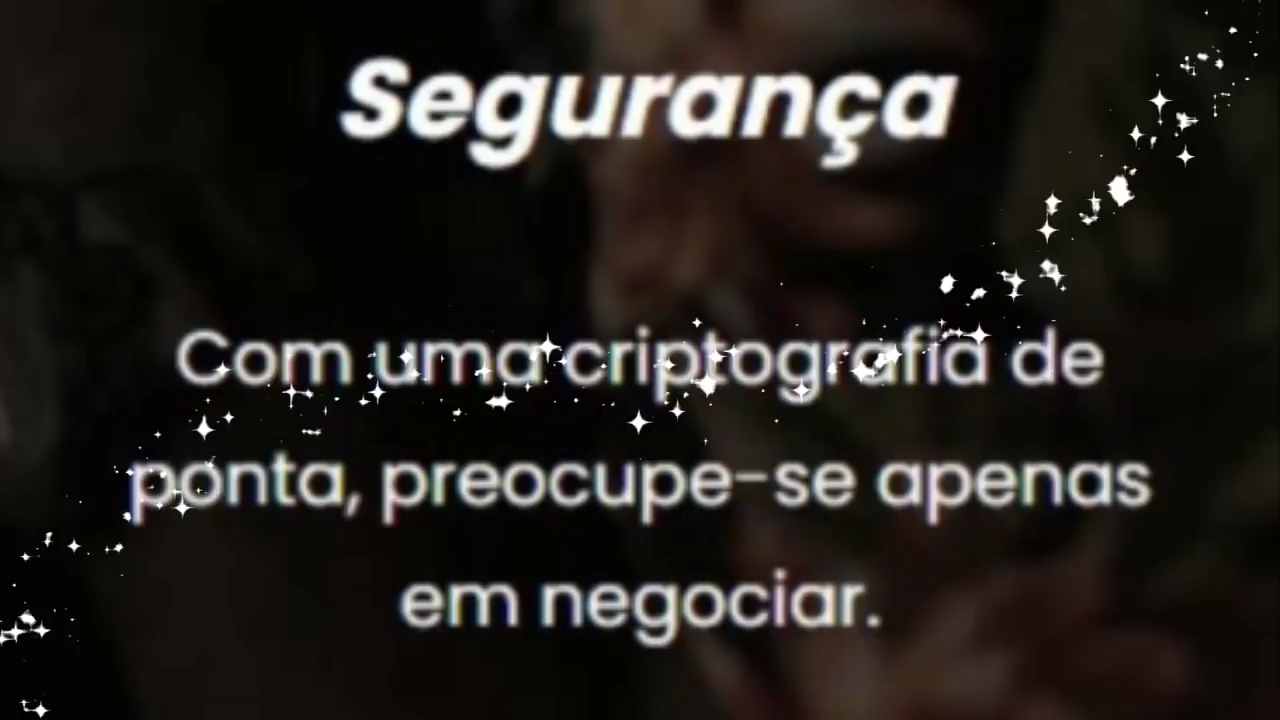 Segurança
Com uma criptografia de
ponta, preocupe-se apenas
em negociar.